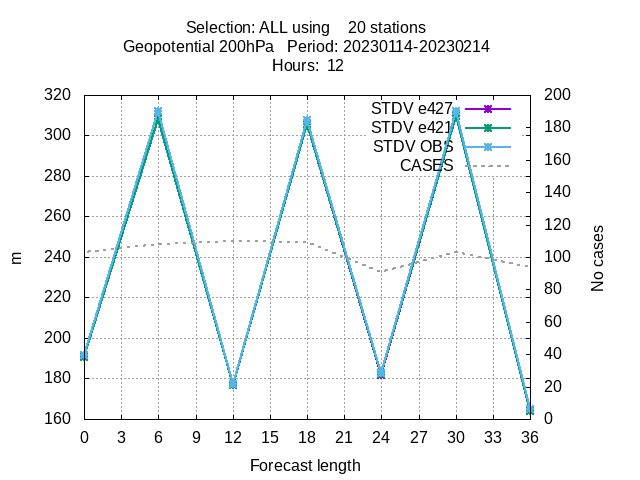 Selection: ALL using 20 stations
Geopotential 200hPa Period: 20230114-20230214
Hours: 12
STDV e427
STDV e421
STDV OBS
CASES
320
300
280
260
240
220
200
180
160
m
200
180
160
140
120
100
80
60
40
20
0
No cases
0 3 6 9 12 15 18 21 24 27 30 33 36
Forecast length